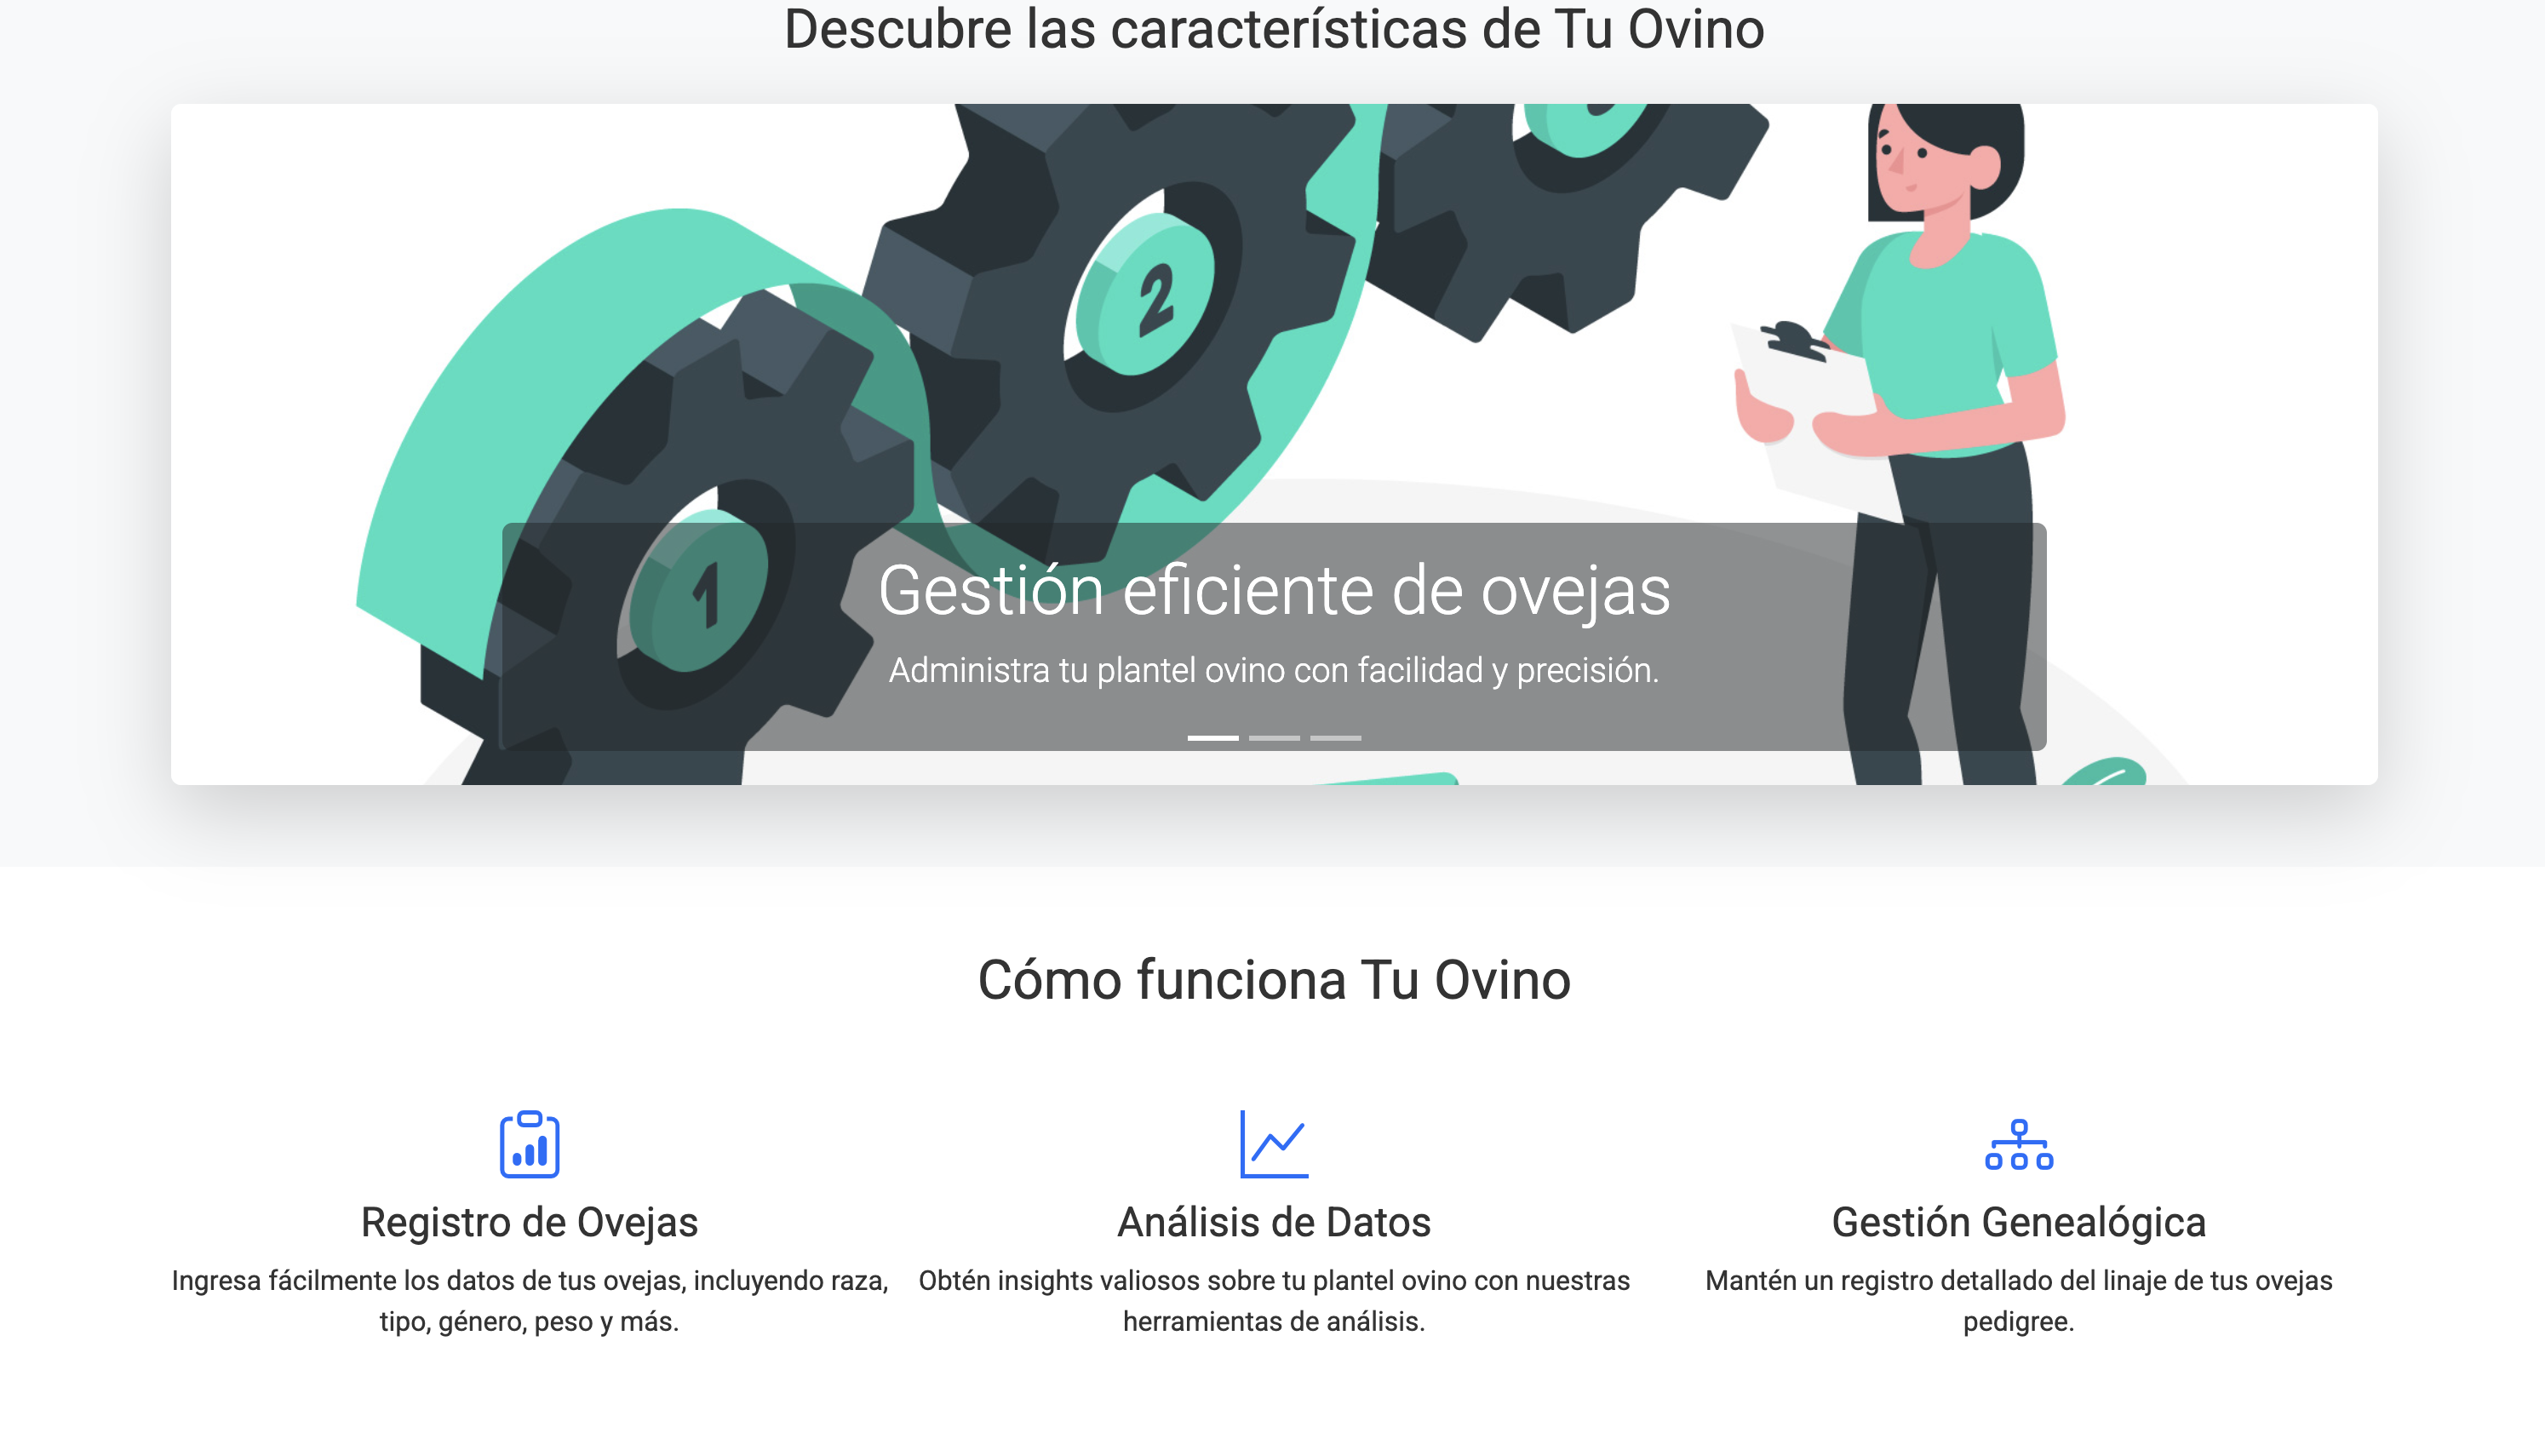 Descubre las características de Tu Ovino
2
1
Gestión eficiente de ovejas
Administra tu plantel ovino con facilidad y precisión.
Cómo funciona Tu Ovino
Registro de Ovejas
Ingresa fácilmente los datos de tus ovejas, incluyendo raza,
tipo, género, peso y más.
Análisis de Datos
Obtén insights valiosos sobre tu plantel ovino con nuestras
herramientas de análisis.
Gestión Genealógica
Mantén un registro detallado del linaje de tus ovejas
pedigree.